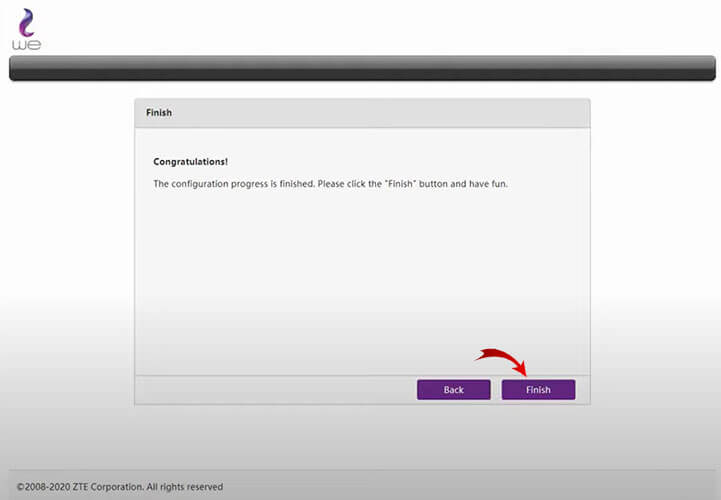 we
Finish
Congratulations!
The configuration progress is finished. Please click the "Finish" button and have fun.
Back
Finish
©2008-2020 ZTE Corporation. All rights reserved